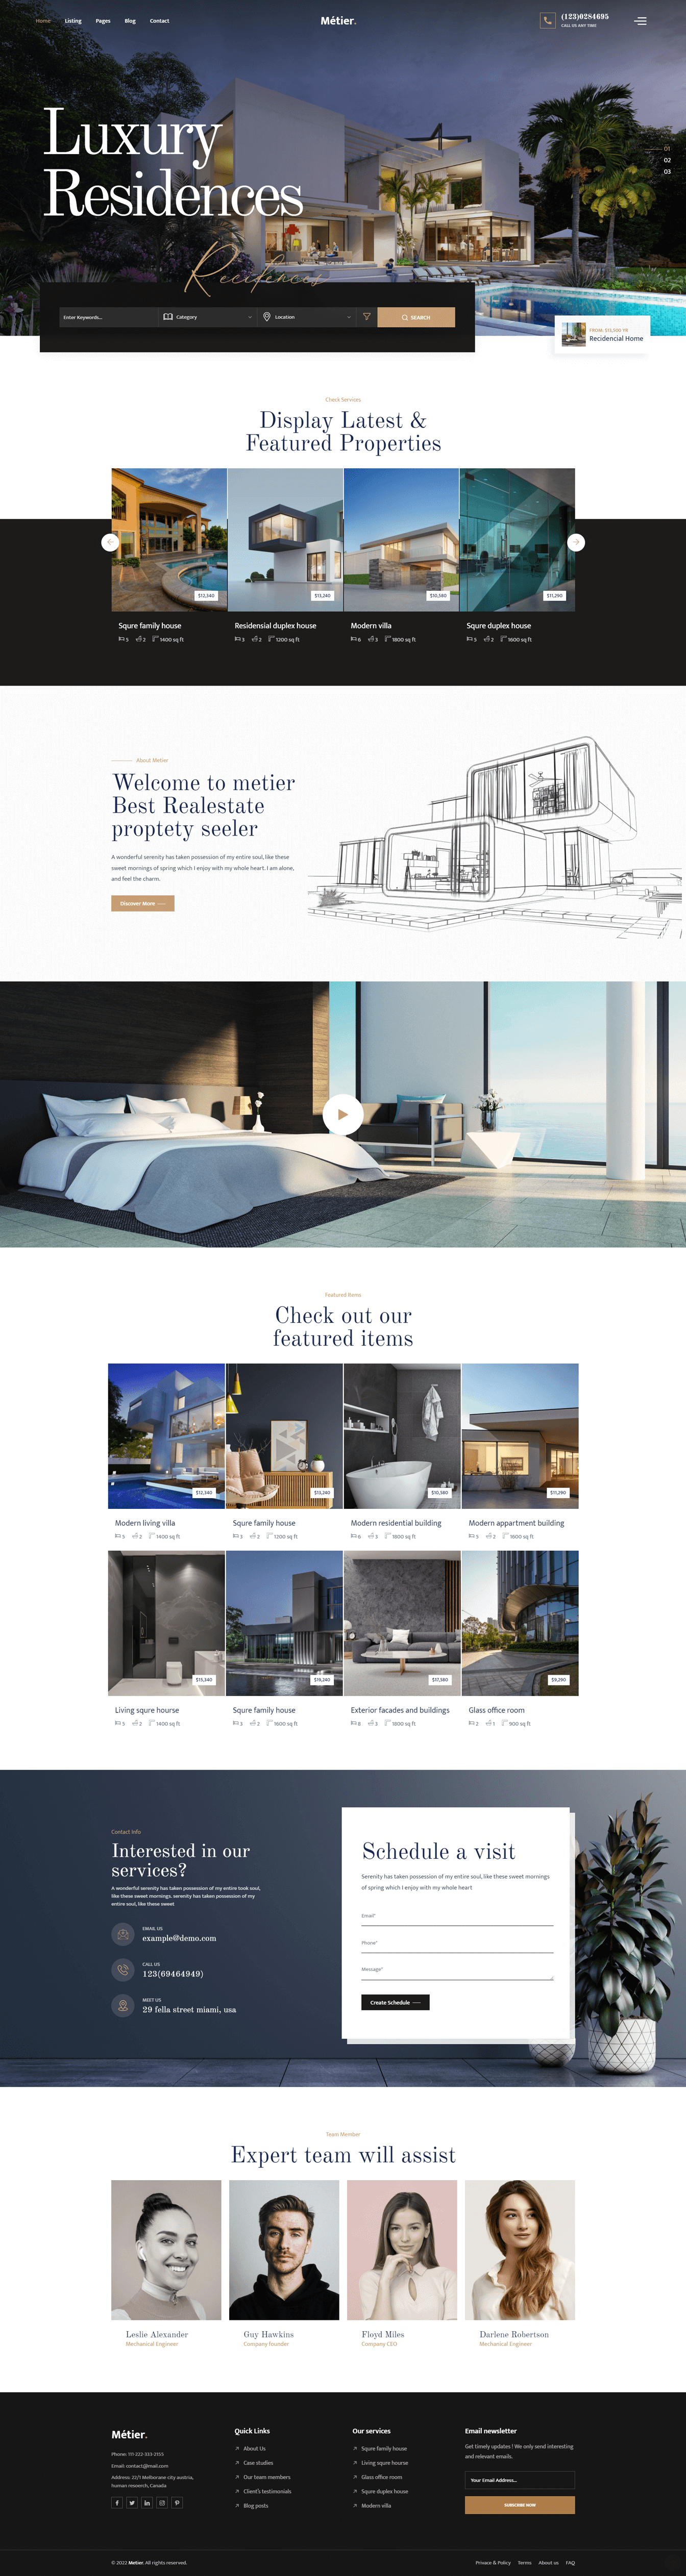 Home Listing Pages Blog Contact
Métier.
(123)0284695
CALL US ANY TIME
Luxury
Residences
Recidences
01
02
03
Enter Keywords...
Category
Location
SEARCH
FROM: $15,500 YR
Recidencial Home
Check Services
Display Latest &
Featured Properties
$12,340
$13,240
$10,580
$11,290
Squre family house
Residensial duplex house
Modern villa
Squre duplex house
5 2 1400 sq ft
3 2 1200 sq ft
6 3 1800 sq ft
5 2 1600 sq ft
About Metier
Welcome to metier
Best Realestate
proptety seeler
A wonderful serenity has taken possession of my entire soul, like these
sweet mornings of spring which I enjoy with my whole heart. I am alone,
and feel the charm.
Discover More
Featured Items
Check out our
featured items
$12,340
$13,240
$10,380
$11,290
Modern living villa
Squre family house
Modern residential building
Modern appartment building
3 2 1400 sq ft
3 2 1200 sq ft
6 3 1800 sq ft
5 2 1600 sq ft
$15,340
$19,240
$17,580
$9,290
Living squre hourse
Squre family house
Exterior facades and buildings
Glass office room
3 2 1400 sq ft
3 2 1600 sq ft
8 3 1800 sq ft
2 1 900 sq ft
Contact Info
Interested in our
services?
A wonderful serenity has taken possession of my entire took soul,
like these sweet mornings. serenity has taken possession of my
entire soul, like these sweet
EMAIL US
example@demo.com
CALL US
123(69464949)
MEET US
29 fella street miami, usa
Schedule a visit
Serenity has taken possession of my entire soul, like these sweet mornings
of spring which I enjoy with my whole heart
Email*
Phone*
Message*
Create Schedule
Team Member
Expert team will assist
Leslie Alexander
Mechanical Engineer
Guy Hawkins
Company founder
Floyd Miles
Company CEO
Darlene Robertson
Mechanical Engineer
Métier.
Phone: 111-222-333-2155
Email: contact@mail.com
Address: 22/1 Melborane city austria,
human research, Canada
Quick Links
About Us
Case studies
Our team members
Client's testimonials
Blog posts
Our services
Squre family house
Living squre hourse
Glass office room
Squre duplex house
Modern villa
Email newsletter
Get timely updates ! We only send interesting
and relevant emails.
Your Email Address...
SUBSCRIBE NOW
© 2022 Metier. All rights reserved.
Privace & Policy Terms About us FAQ